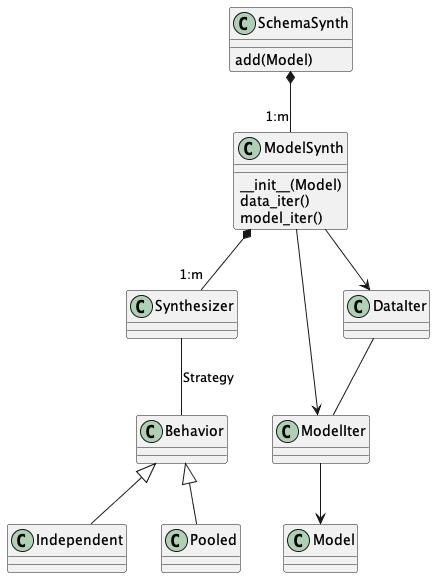 C SchemaSynth
add(Model)
1:m
C ModelSynth
__init__(Model)
data_iter()
model_iter()
1:m
C Synthesizer
C DataIter
Strategy
C Behavior
C ModelIter
C Independent
C Pooled
C Model